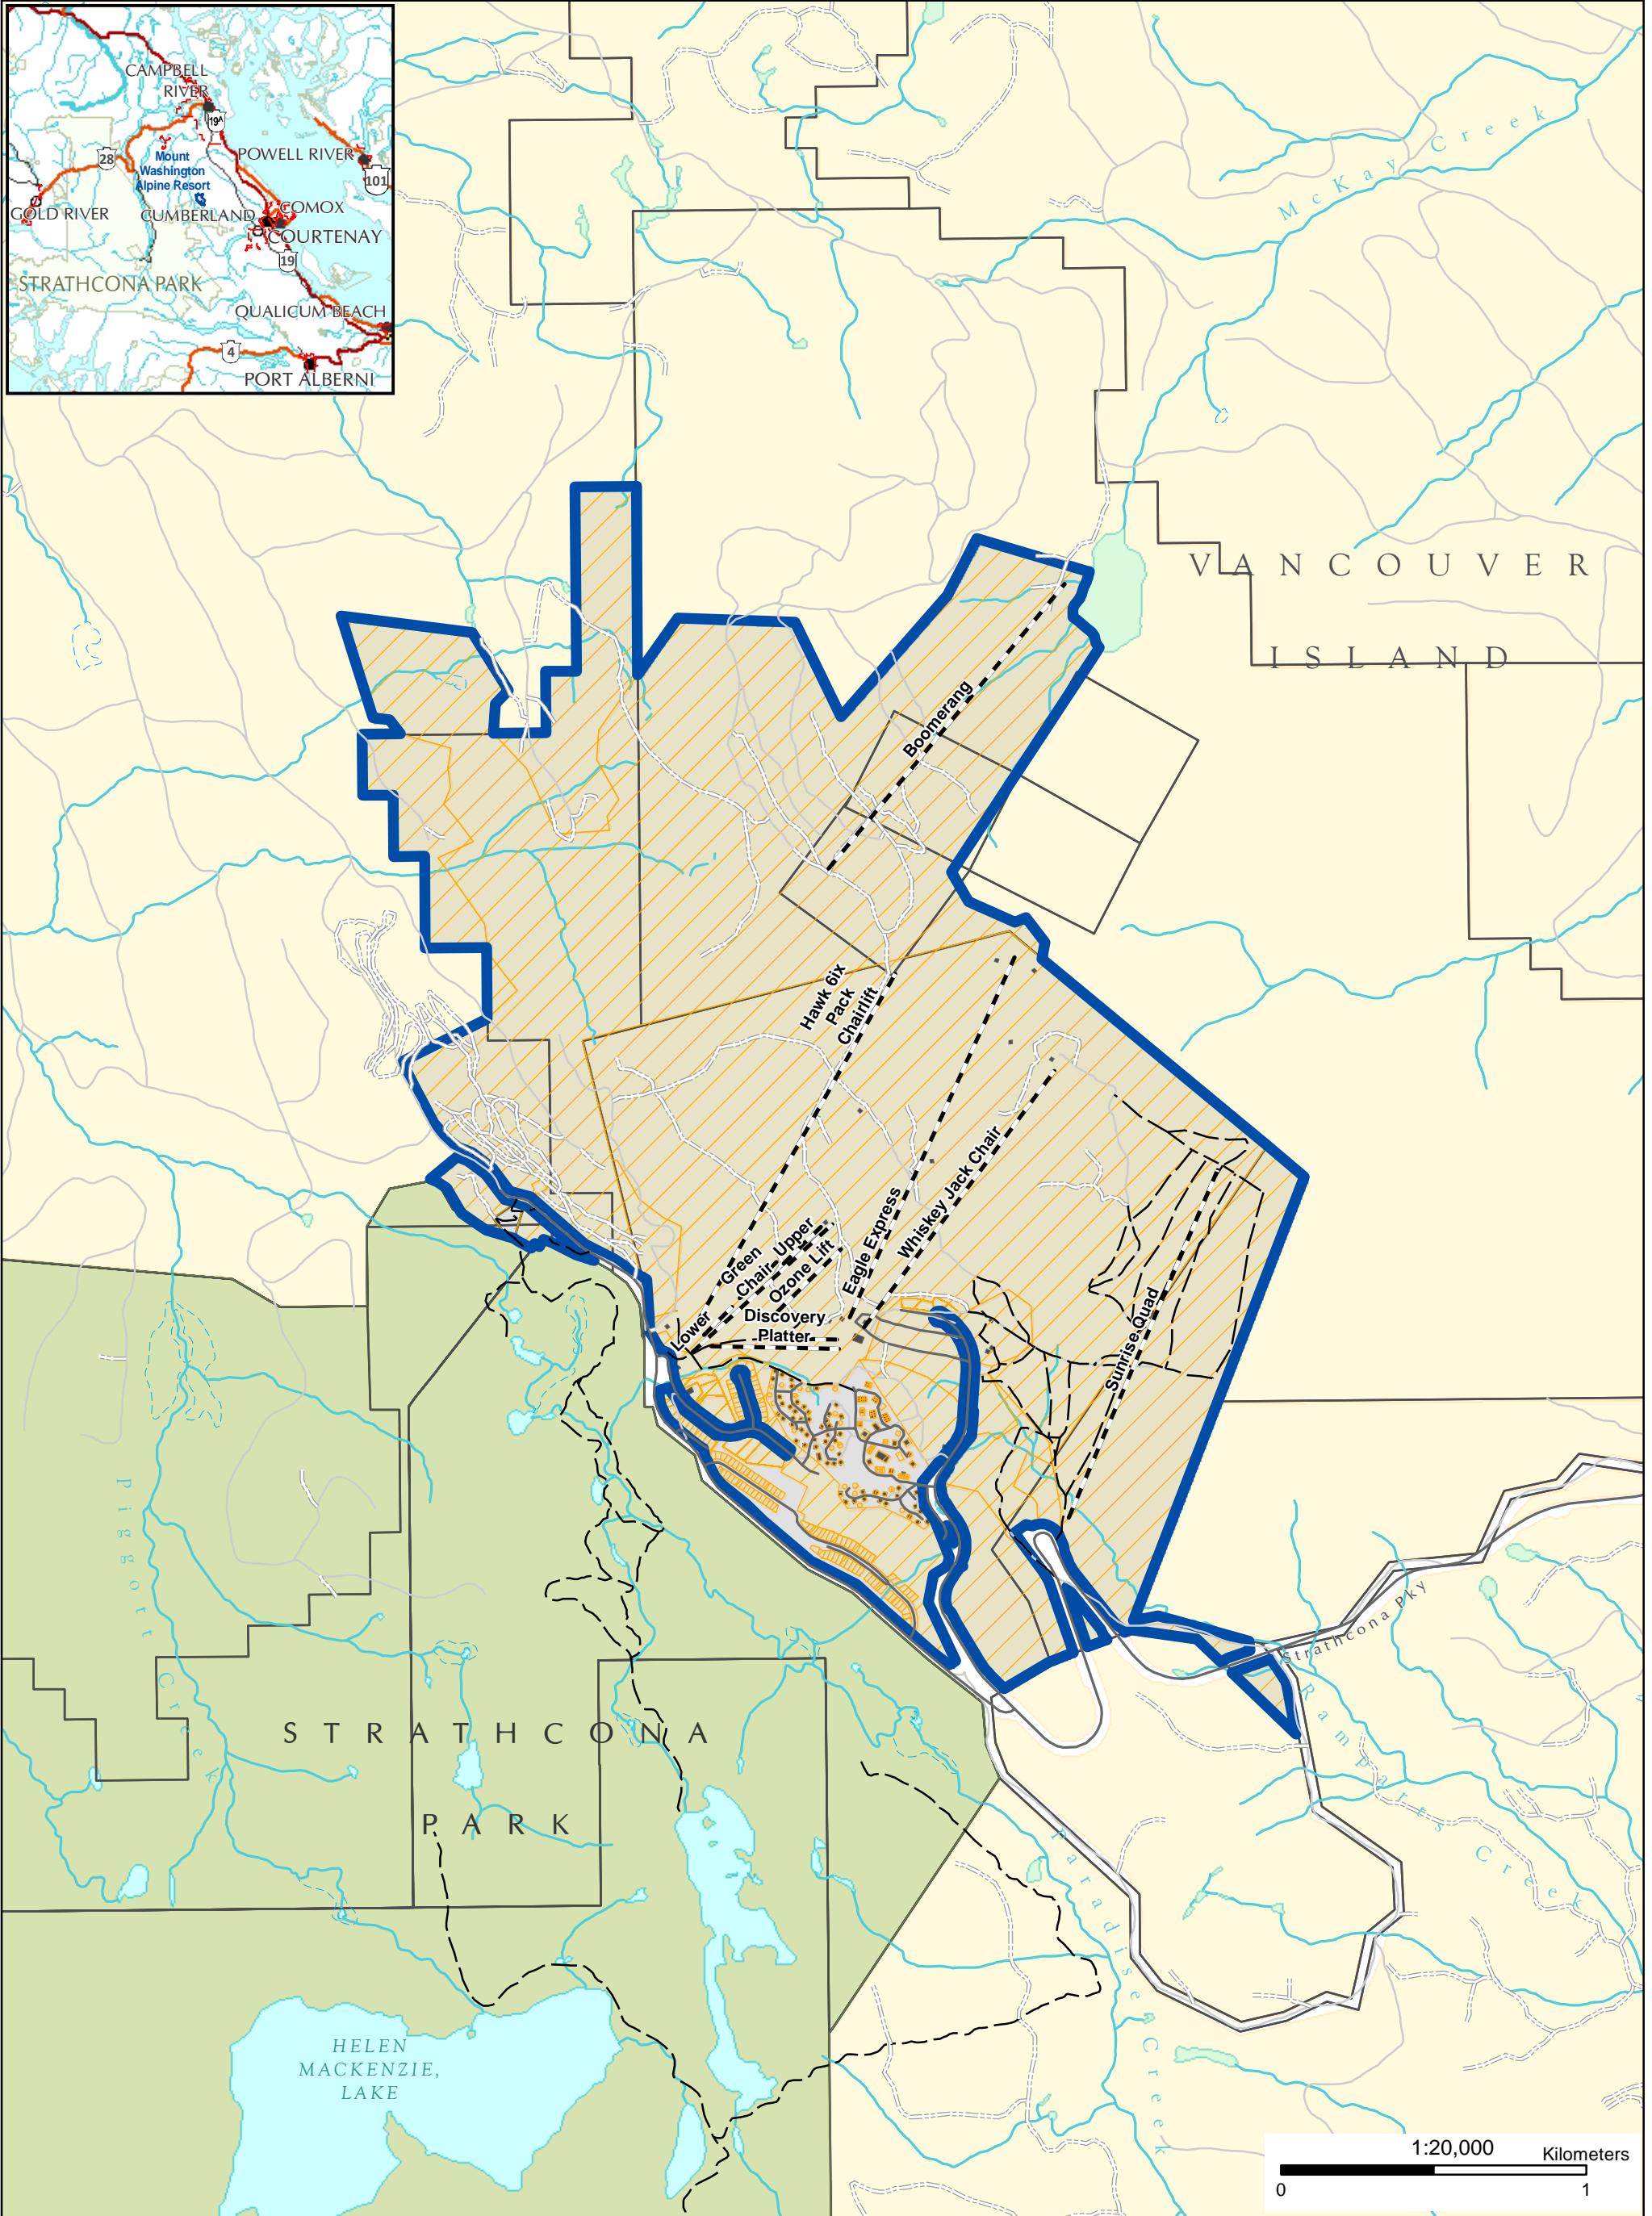 CAMPBELL
RIVER
19A
POWELL RIVER
28
Mount
Washington
Alpine Resort
101
GOLD RIVER
CUMBERLAND
COMOX
COURTENAY
19
STRATHCONA PARK
QUALICUM BEACH
4
PORT ALBERNI
McKay Creek
VANCOUVER
ISLAND
Boomerang
Hawk 6ix
Pack
Chairlift
Eagle Express
Whiskey Jack Chair
Green
Chair Upper
Ozone Lift
Lower
Discovery
Platter
Sunrise Quad
Piggott Creek
Strathcona Pky
Ramparts Creek
STRATHCONA
PARK
Paradise Creek
HELEN
MACKENZIE,
LAKE
1:20,000
Kilometers
0 1